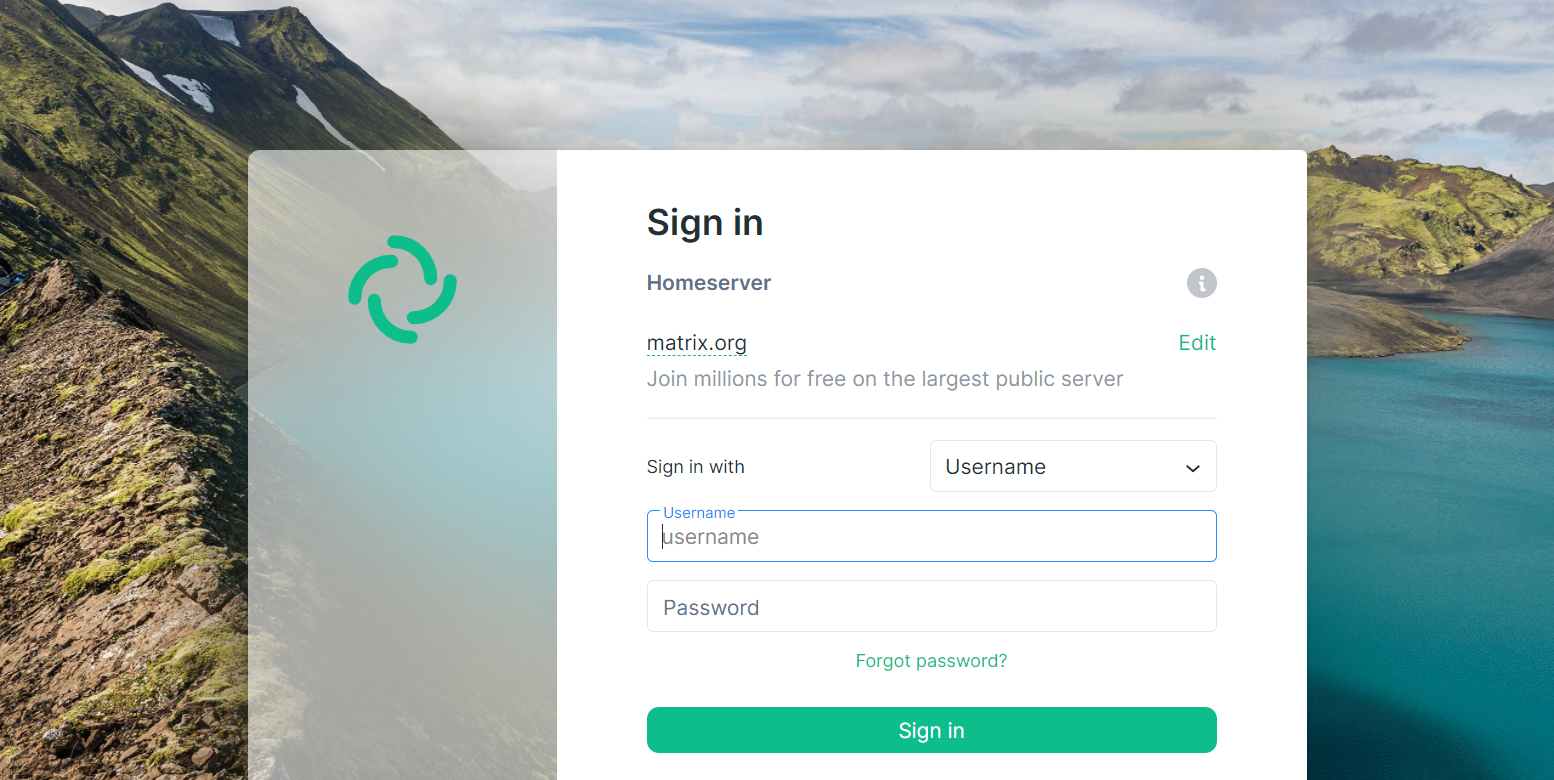 Sign in
Homeserver
matrix.org
Edit
Join millions for free on the largest public server
Sign in with
Username
Username
username
Password
Forgot password?
Sign in